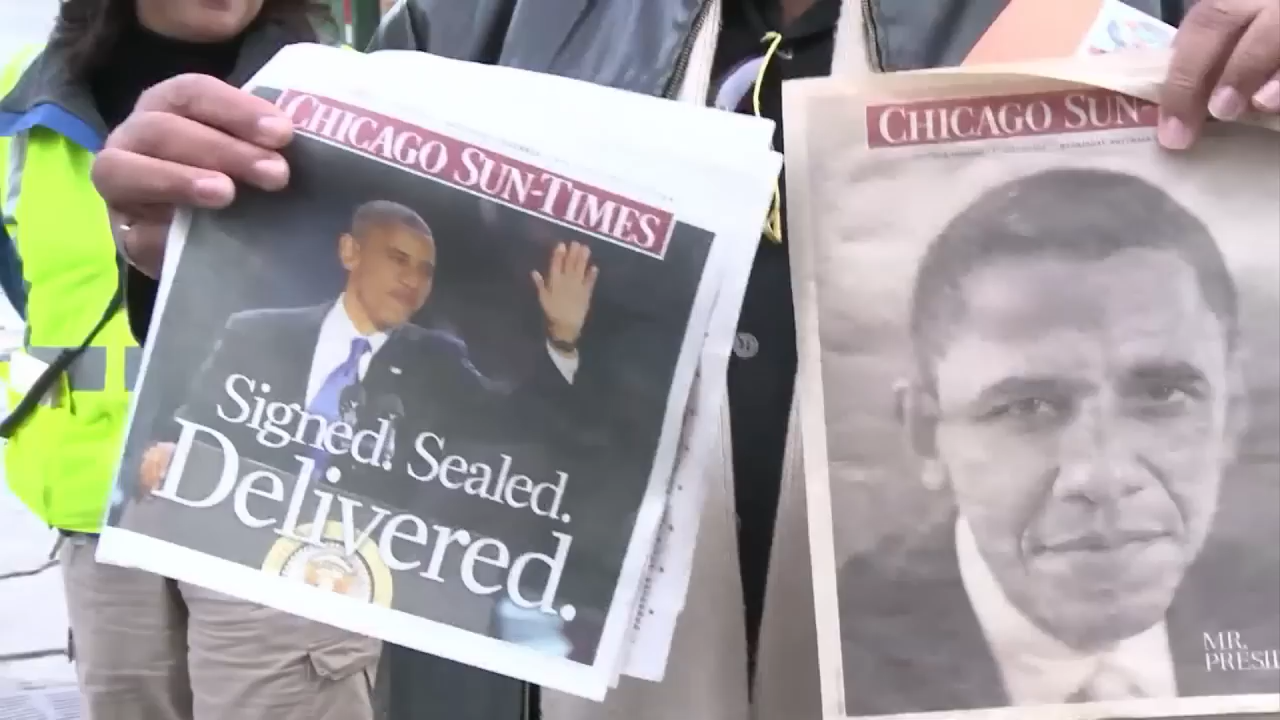 CHICAGO SUN-TIMES
Signed! Sealed.
Delivered.
CHICAGO SUN-
MR.
PRESI